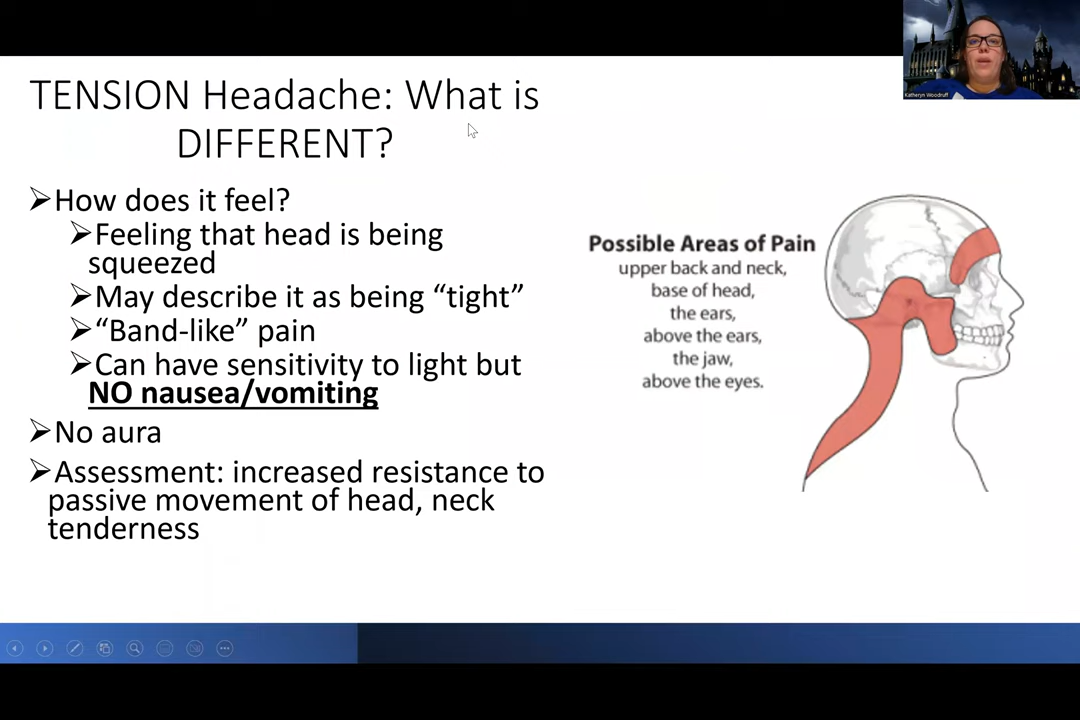 TENSION Headache: What is
DIFFERENT?
➢How does it feel?
➢Feeling that head is being
squeezed
➢May describe it as being “tight”
➢“Band-like” pain
➢Can have sensitivity to light but
NO nausea/vomiting
➢No aura
➢Assessment: increased resistance to
passive movement of head, neck
tenderness
Possible Areas of Pain
upper back and neck,
base of head,
the ears,
above the ears,
the jaw,
above the eyes.
Katheryn Woodruff